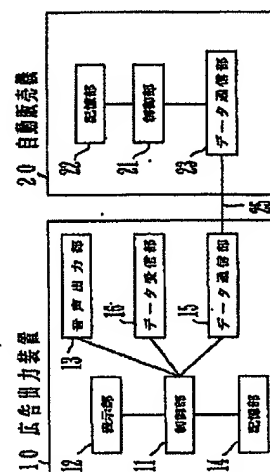 10 広告出力装置
12
表示部
11
制御部
14
記憶部
13
音声出力部
16
データ受信部
15
データ通信部
25
20 自動販売機
22
記憶部
21
制御部
23
データ通信部